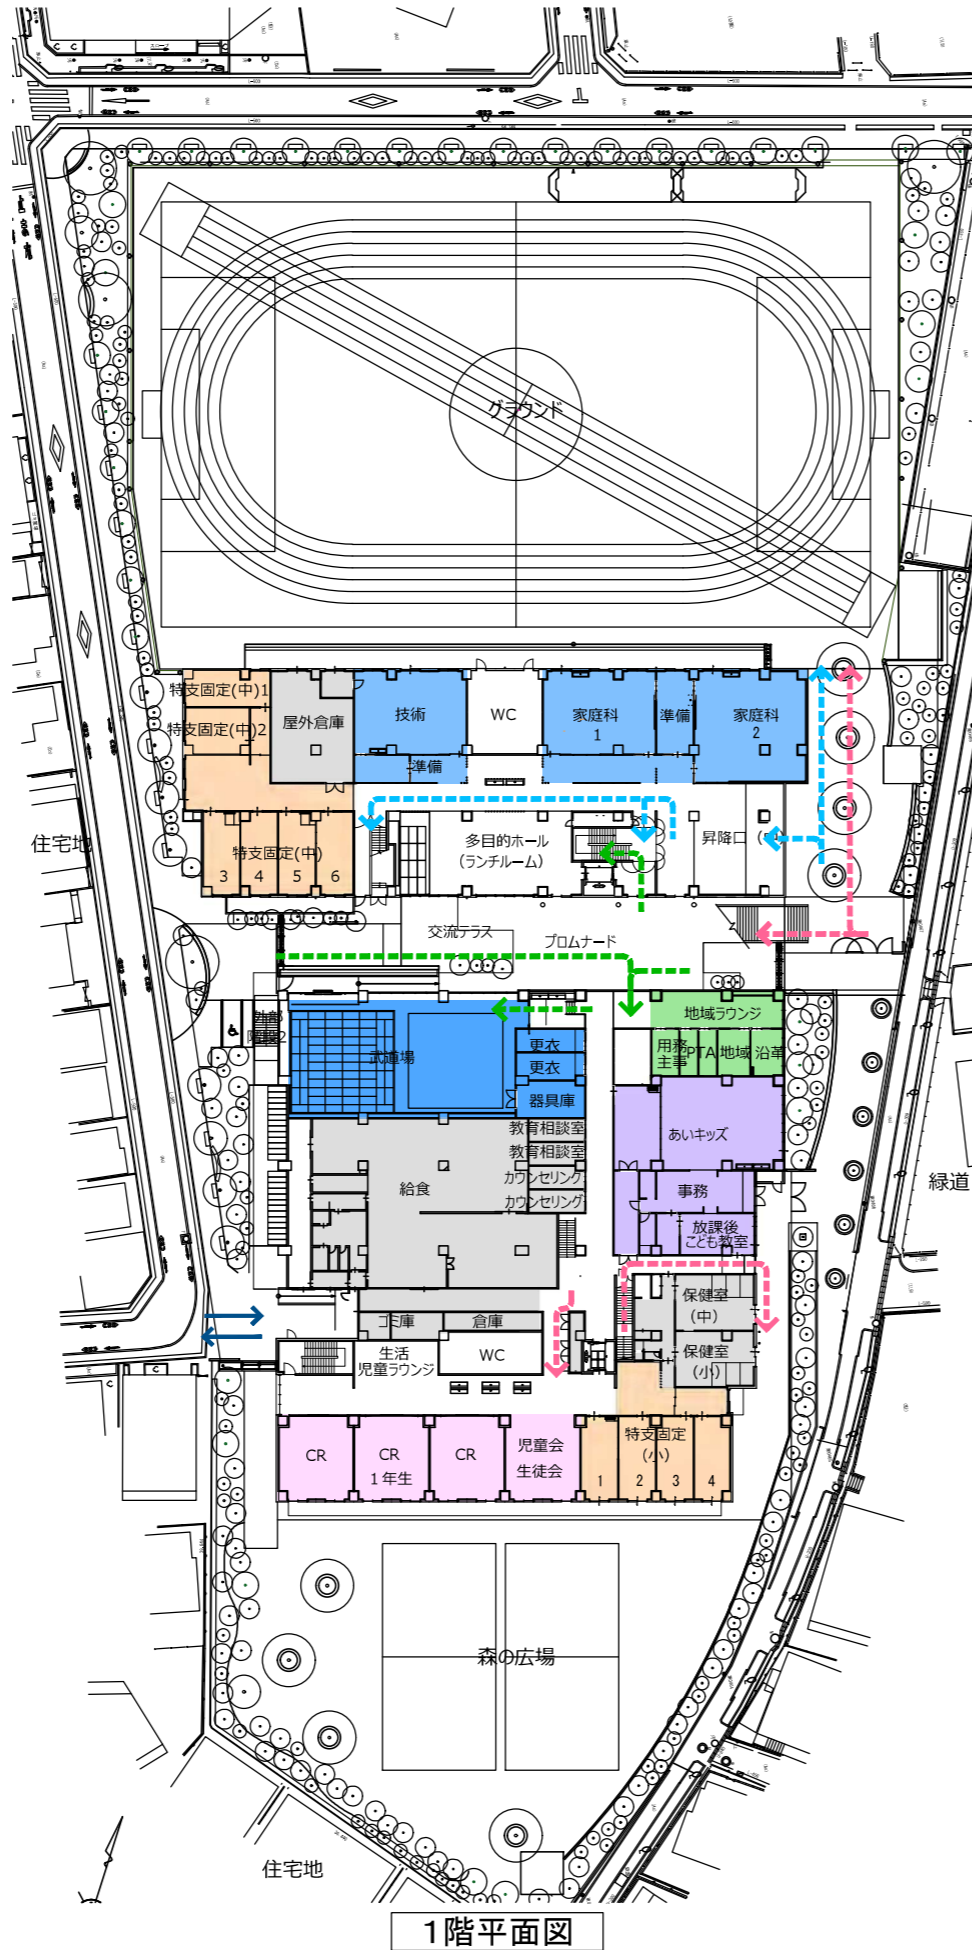 グラウンド
特支固定(中)1
特支固定(中)2
屋外倉庫
技術
準備
WC
家庭科
1
準備
家庭科
2
住宅地
特支固定(中)
3
4
5
6
多目的ホール
(ランチルーム)
昇降口
交流テラス
プロムナード
外部
階段2
武道場
更衣
更衣
器具庫
地域ラウンジ
用務
主事
PTA
地域
沿革
あいキッズ
教育相談室
教育相談室
カウンセリング
カウンセリング
給食
事務
放課後
こども教室
緑道
保健室
(中)
保健室
(小)
ゴミ庫
倉庫
生活
児童ラウンジ
WC
CR
CR
1年生
CR
児童会
生徒会
特支固定
(小)
1
2
3
4
森の広場
住宅地
1階平面図